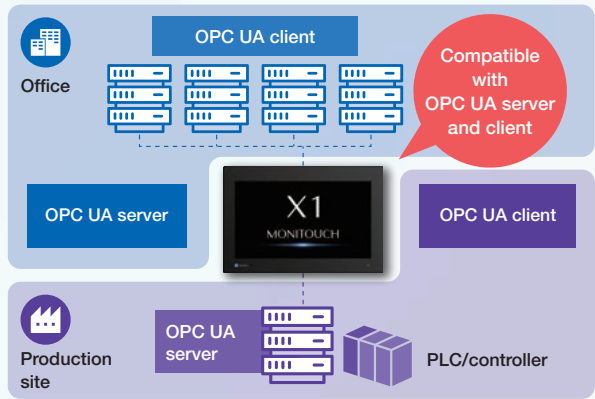 OPC UA client
Office
Compatible
with
OPC UA server
and client
OPC UA server
X1
MONITOUCH
OPC UA client
OPC UA
server
Production
site
PLC/controller